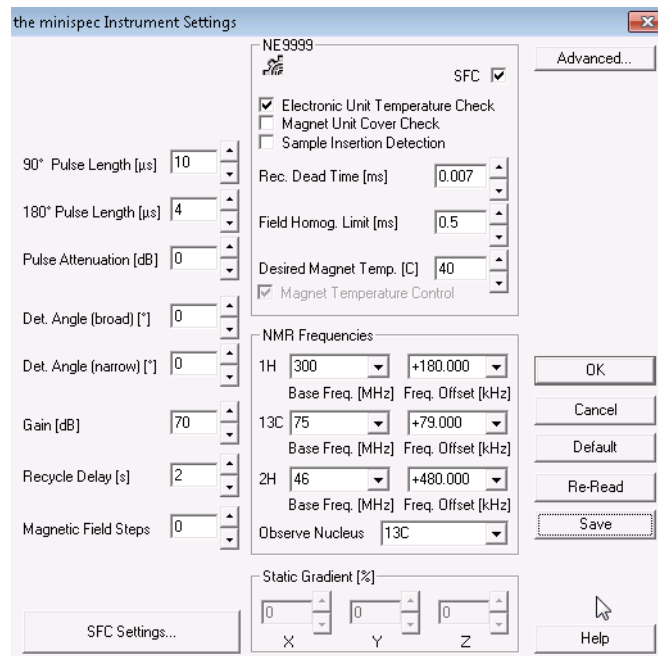 the minispec Instrument Settings
NE9999
SFC
Advanced...
Electronic Unit Temperature Check
Magnet Unit Cover Check
Sample Insertion Detection
90° Pulse Length [µs] 10
Rec. Dead Time [ms] 0.007
180° Pulse Length [µs] 4
Field Homog. Limit [ms] 0.5
Pulse Attenuation [dB] 0
Desired Magnet Temp. [C] 40
Magnet Temperature Control
Det. Angle (broad) [°] 0
NMR Frequencies
Det. Angle (narrow) [°] 0
1H 300 +180.000
Base Freq. [MHz] Freq. Offset [kHz]
OK
Gain [dB] 70
13C 75 +79.000
Base Freq. [MHz] Freq. Offset [kHz]
Cancel
Default
Recycle Delay [s] 2
2H 46 +480.000
Base Freq. [MHz] Freq. Offset [kHz]
Re-Read
Magnetic Field Steps 0
Observe Nucleus 13C
Save
Static Gradient [%]
0 0 0
X Y Z
SFC Settings...
Help